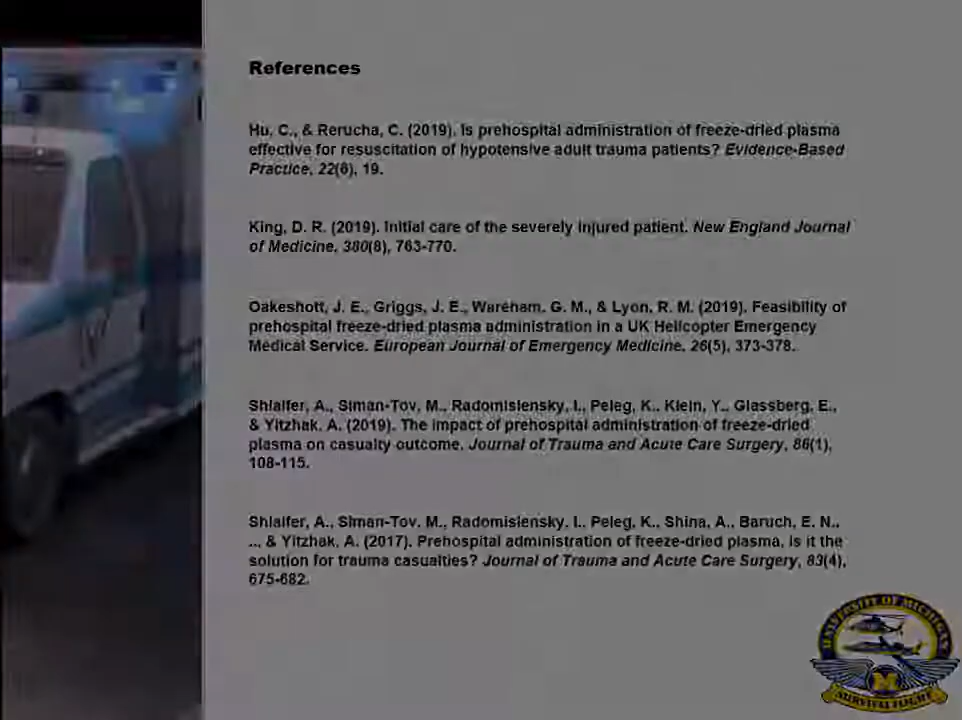 References
Hu, C., & Rerucha, C. (2019). Is prehospital administration of freeze-dried plasma
effective for resuscitation of hypotensive adult trauma patients? Evidence-Based
Practice, 22(6), 19.
King, D. R. (2019). Initial care of the severely injured patient. New England Journal
of Medicine, 380(8), 763-770.
Oakeshott, J. E., Griggs, J. E., Wareham, G. M., & Lyon, R. M. (2019). Feasibility of
prehospital freeze-dried plasma administration in a UK Helicopter Emergency
Medical Service. European Journal of Emergency Medicine, 26(5), 373-378.
Shlaifer, A., Siman-Tov, M., Radomislensky, I., Peleg, K., Klein, Y., Glassberg, E.,
& Yitzhak, A. (2019). The impact of prehospital administration of freeze-dried
plasma on casualty outcome. Journal of Trauma and Acute Care Surgery, 86(1),
108-115.
Shlaifer, A., Siman-Tov, M., Radomislensky, I., Peleg, K., Shina, A., Baruch, E. N.,
... & Yitzhak, A. (2017). Prehospital administration of freeze-dried plasma, is it the
solution for trauma casualties? Journal of Trauma and Acute Care Surgery, 83(4),
675-682.
UNIVERSITY OF MICHIGAN
M
SURVIVAL FLIGHT